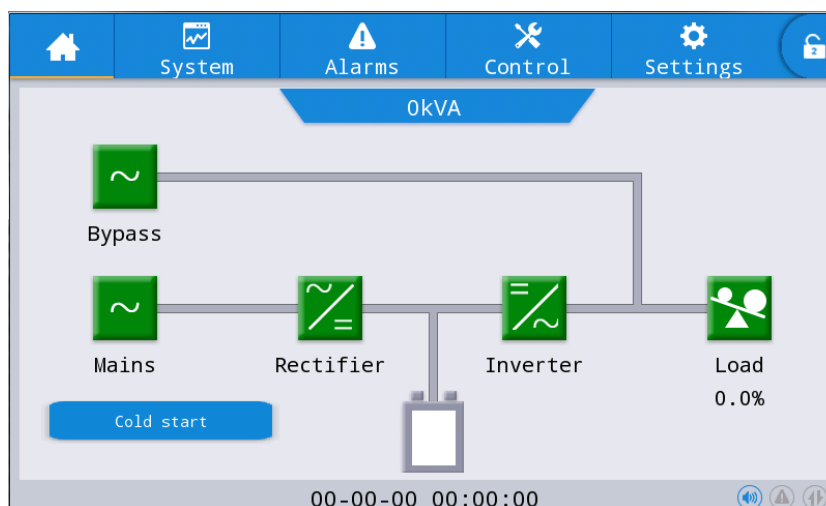 System Alarms Control Settings
2
0kVA
Bypass
Mains Rectifier Inverter Load
0.0%
Cold start
00-00-00 00:00:00